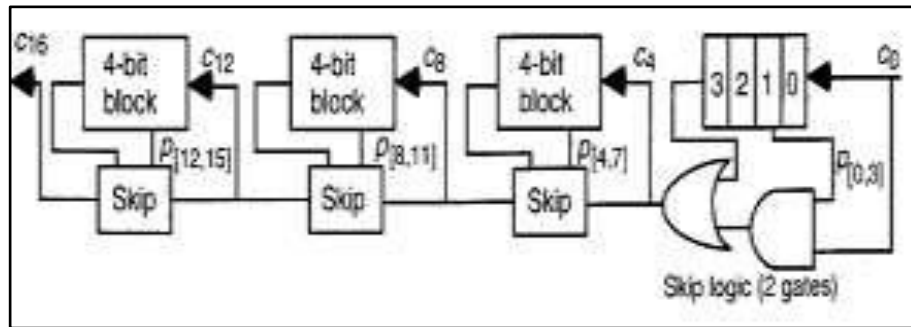 c16
4-bit block
c12
4-bit block
c8
4-bit block
c4
3 2 1 0
c0
p[12,15]
p[8,11]
p[4,7]
p[0,3]
Skip
Skip
Skip
Skip logic (2 gates)